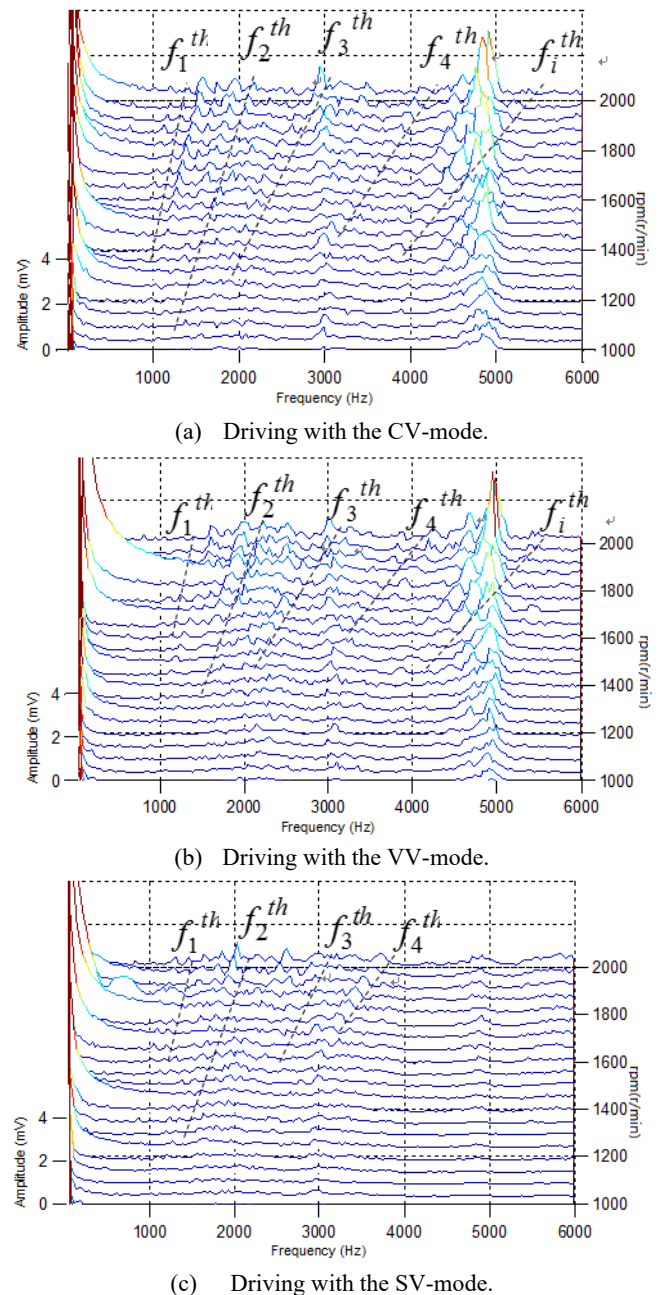 f₁ᵗʰ f₂ᵗʰ f₃ᵗʰ f₄ᵗʰ fᵢᵗʰ
2000
1800
1600
1400
1200
1000
4
2
0
Amplitude (mV)
rpm(r/min)
1000 2000 3000 4000 5000 6000
Frequency (Hz)
(a) Driving with the CV-mode.
f₁ᵗʰ f₂ᵗʰ f₃ᵗʰ f₄ᵗʰ fᵢᵗʰ
2000
1800
1600
1400
1200
1000
4
2
0
Amplitude (mV)
rpm(r/min)
1000 2000 3000 4000 5000 6000
Frequency (Hz)
(b) Driving with the VV-mode.
f₁ᵗʰ f₂ᵗʰ f₃ᵗʰ f₄ᵗʰ
2000
1800
1600
1400
1200
1000
4
2
0
Amplitude (mV)
rpm(r/min)
1000 2000 3000 4000 5000 6000
Frequency (Hz)
(c) Driving with the SV-mode.